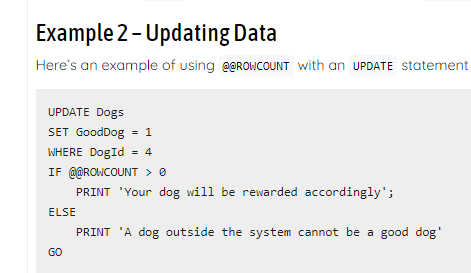 Example 2 – Updating Data
Here's an example of using @@ROWCOUNT with an UPDATE statement
UPDATE Dogs
SET GoodDog = 1
WHERE DogId = 4
IF @@ROWCOUNT > 0
    PRINT 'Your dog will be rewarded accordingly';
ELSE
    PRINT 'A dog outside the system cannot be a good dog'
GO